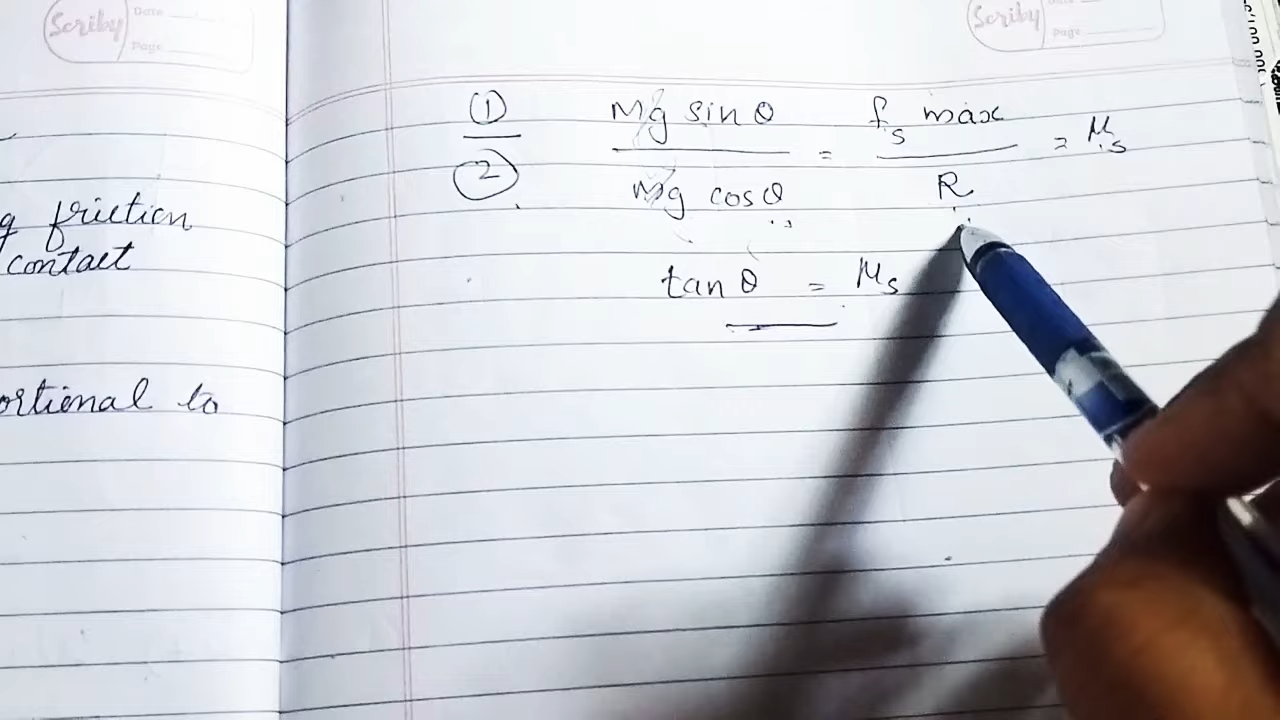 Scriby Date Page
Scriby Date Page
① Mg sin θ fs max
= = μs
② Mg cos θ R
g friction
contact
tan θ = μs
ortional to